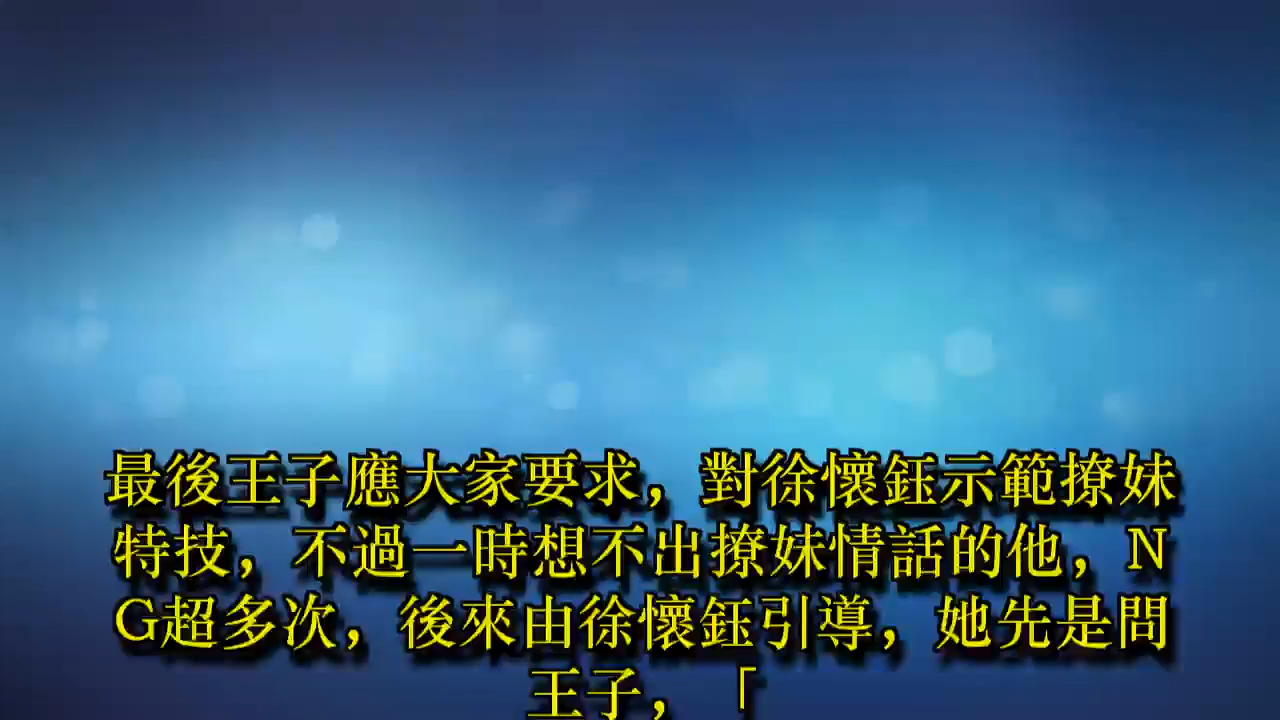 最後王子應大家要求，對徐懷鈺示範撩妹
特技，不過一時想不出撩妹情話的他，N
G超多次，後來由徐懷鈺引導，她先是問
王子，「